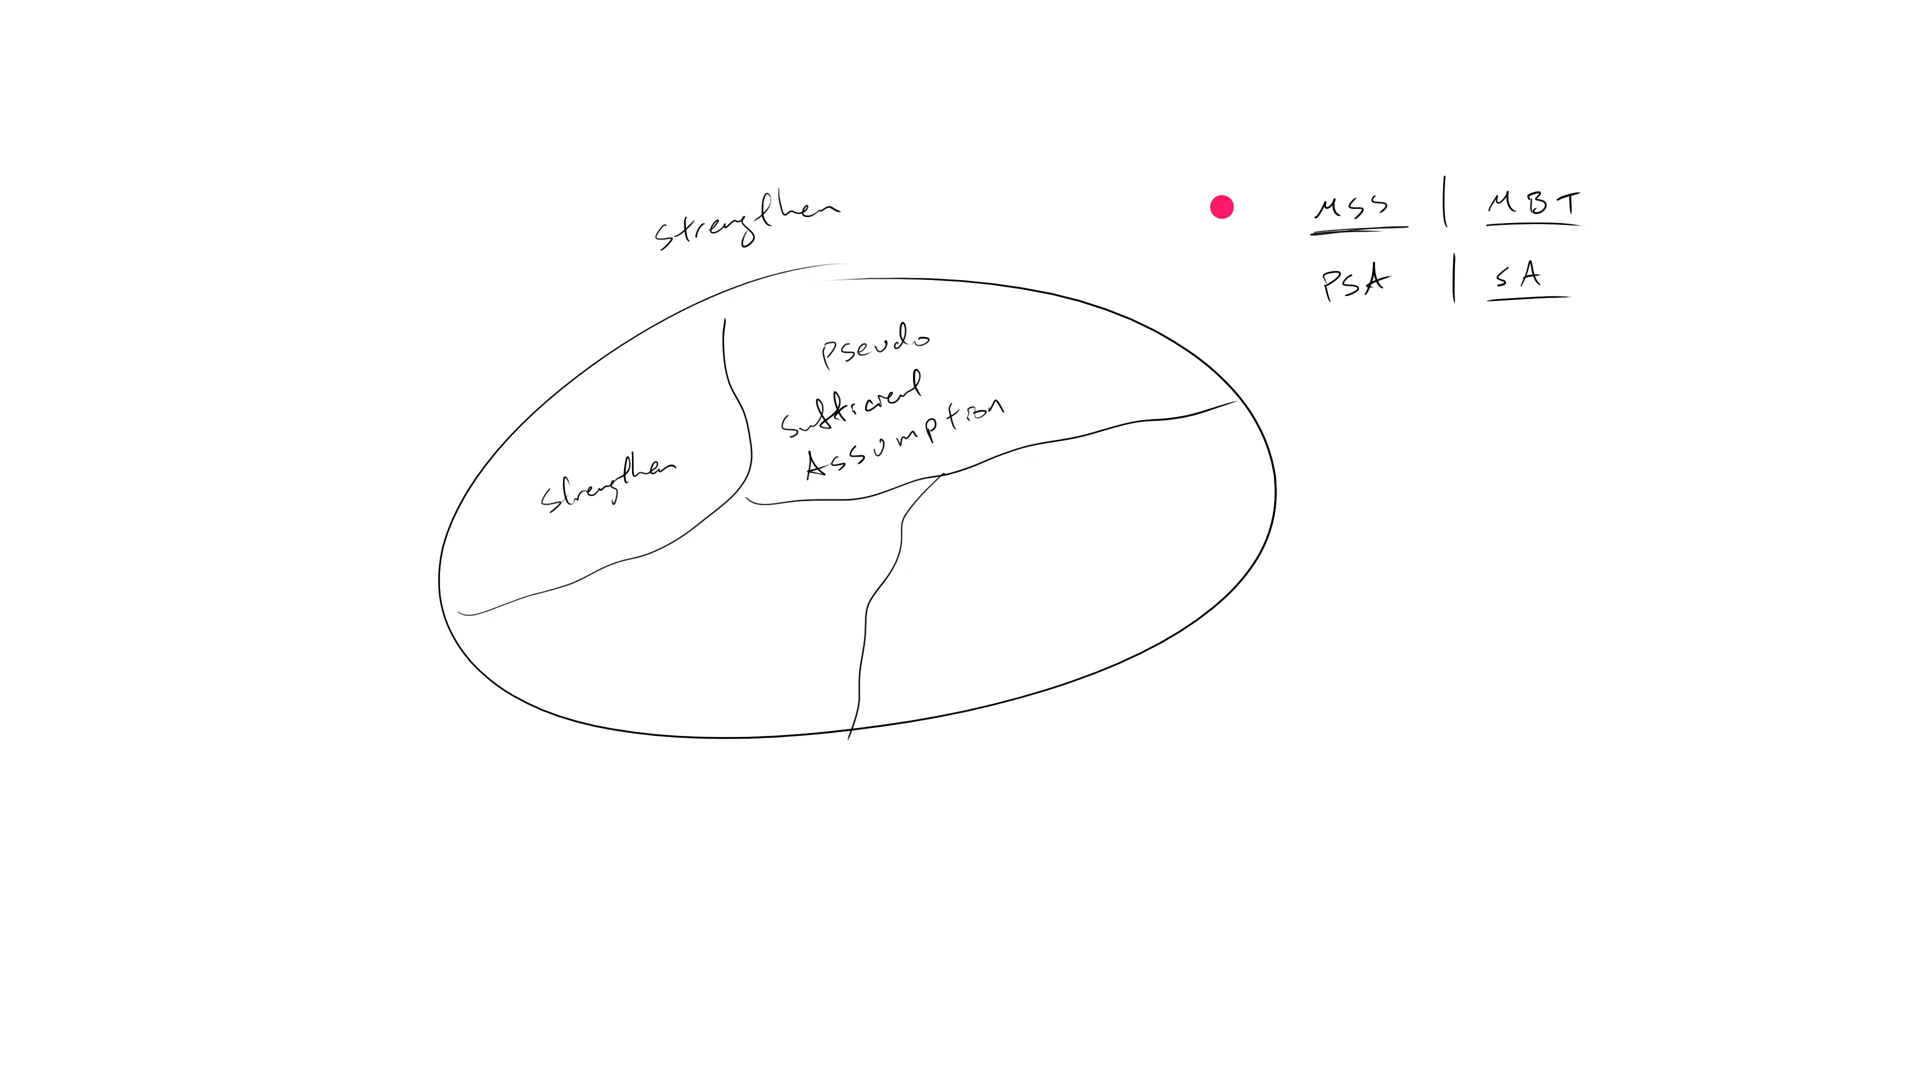 strengthen
MSS | MBT
PSA | SA
pseudo
sufficient
Assumption
strengthen